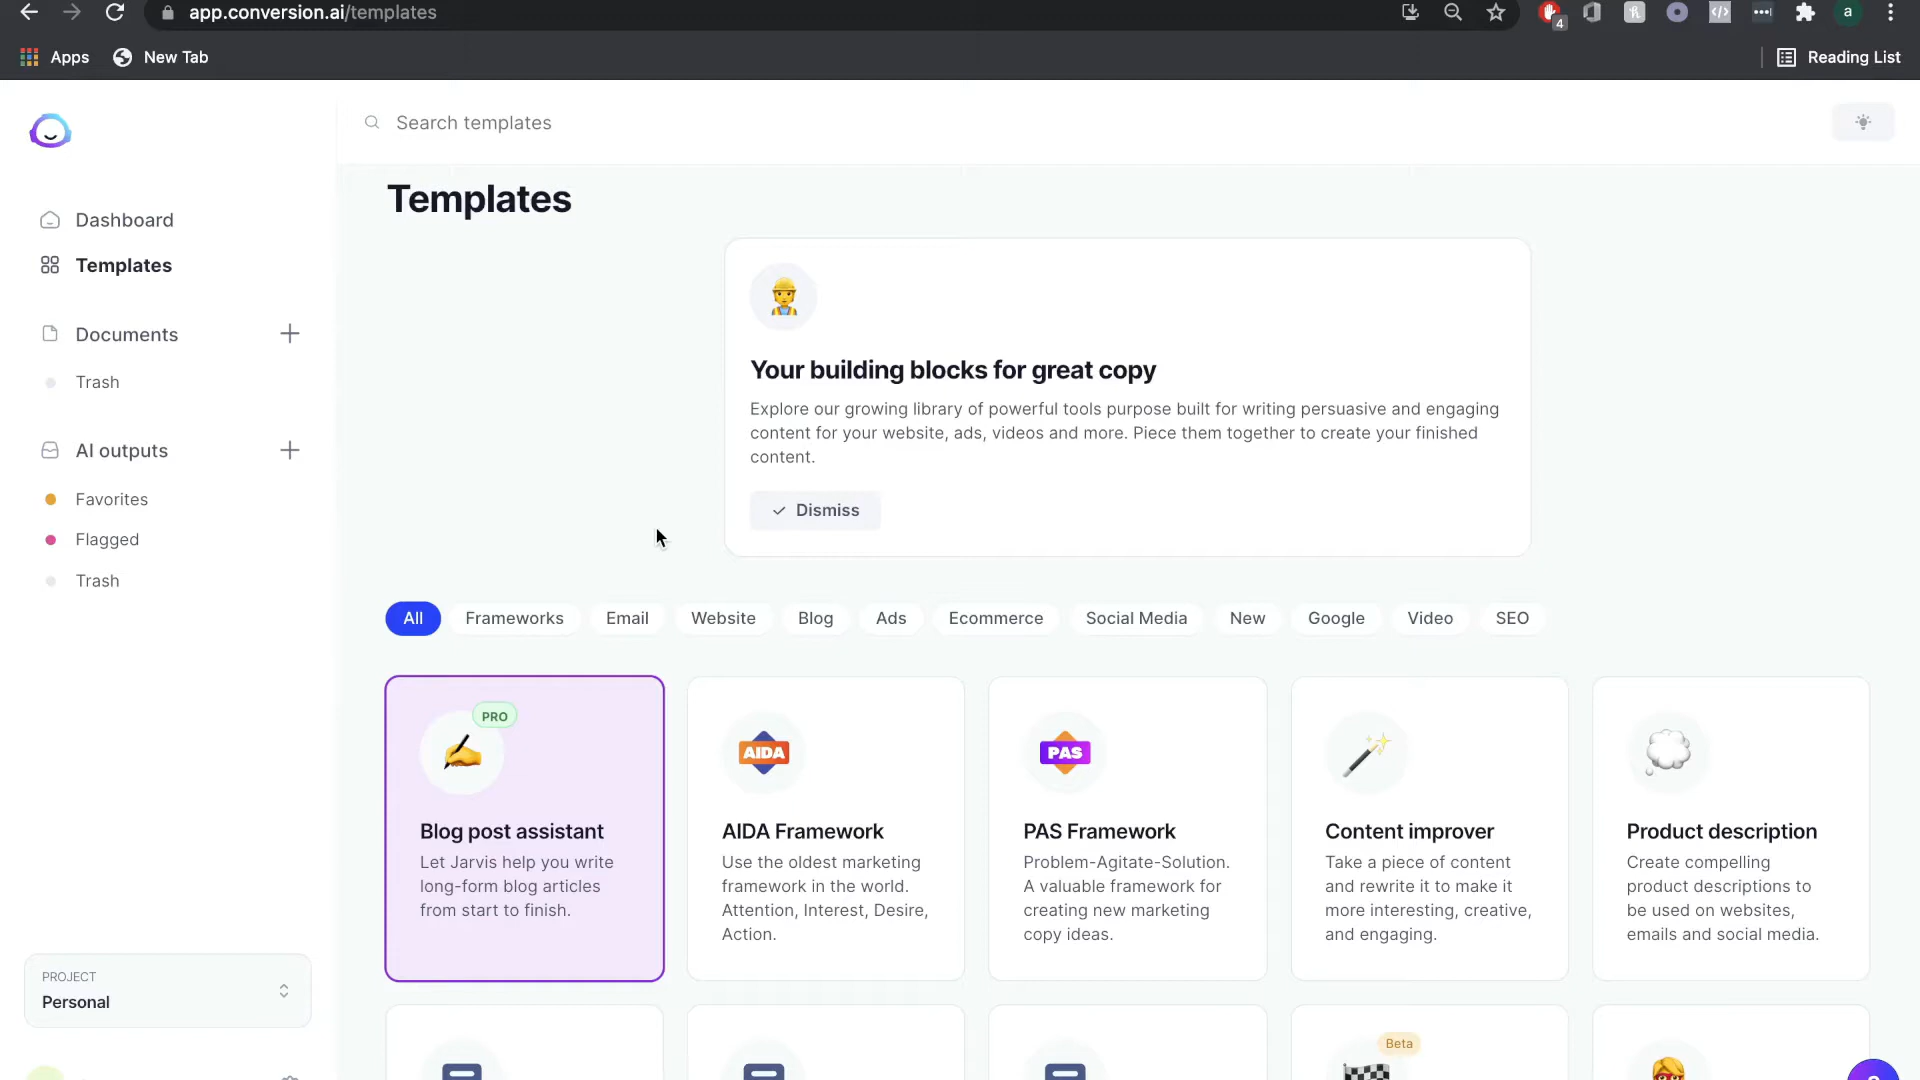 app.conversion.ai/templates
4
a
Apps
New Tab
Reading List
Search templates
Templates
Dashboard
Templates
Documents
Trash
AI outputs
Favorites
Flagged
Trash
PROJECT
Personal
Your building blocks for great copy
Explore our growing library of powerful tools purpose built for writing persuasive and engaging
content for your website, ads, videos and more. Piece them together to create your finished
content.
Dismiss
All
Frameworks
Email
Website
Blog
Ads
Ecommerce
Social Media
New
Google
Video
SEO
PRO
Blog post assistant
Let Jarvis help you write
long-form blog articles
from start to finish.
AIDA
AIDA Framework
Use the oldest marketing
framework in the world.
Attention, Interest, Desire,
Action.
PAS
PAS Framework
Problem-Agitate-Solution.
A valuable framework for
creating new marketing
copy ideas.
Content improver
Take a piece of content
and rewrite it to make it
more interesting, creative,
and engaging.
Product description
Create compelling
product descriptions to
be used on websites,
emails and social media.
Beta